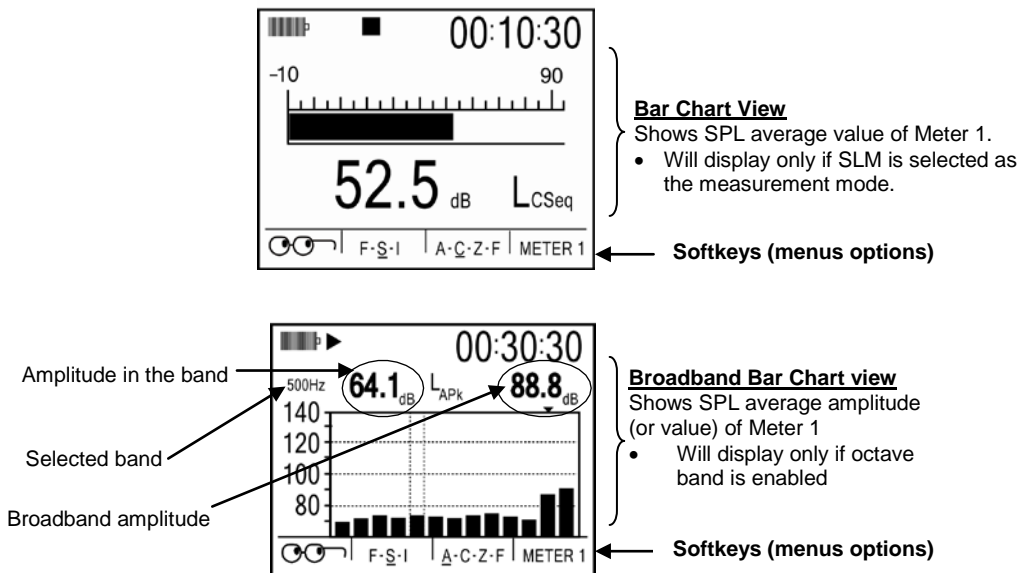 00:10:30
-10 90
Bar Chart View
Shows SPL average value of Meter 1.
• Will display only if SLM is selected as
the measurement mode.
52.5 dB LCSeq
F-S-I A-C-Z-F METER 1
Softkeys (menus options)
00:30:30
Amplitude in the band
500Hz 64.1dB LAPk 88.8dB
Broadband Bar Chart view
Shows SPL average amplitude
(or value) of Meter 1
• Will display only if octave
band is enabled
140
120
100
80
Selected band
Broadband amplitude
F-S-I A-C-Z-F METER 1
Softkeys (menus options)